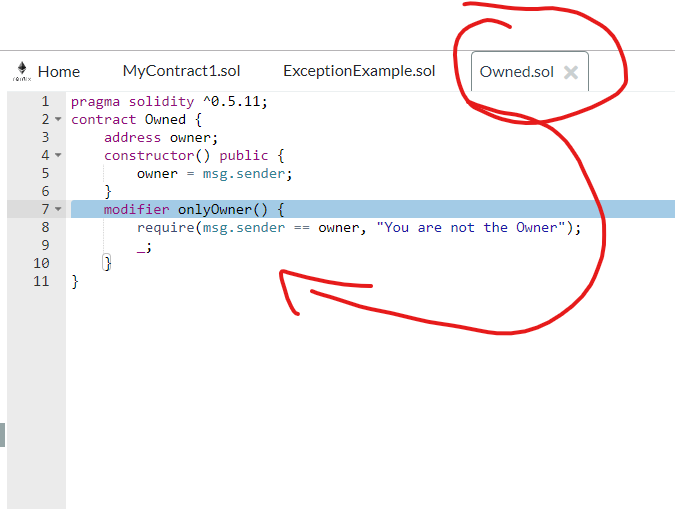 Home MyContract1.sol ExceptionExample.sol Owned.sol
1 pragma solidity ^0.5.11;
2 contract Owned {
3     address owner;
4     constructor() public {
5         owner = msg.sender;
6     }
7     modifier onlyOwner() {
8         require(msg.sender == owner, "You are not the Owner");
9         _;
10     }
11 }